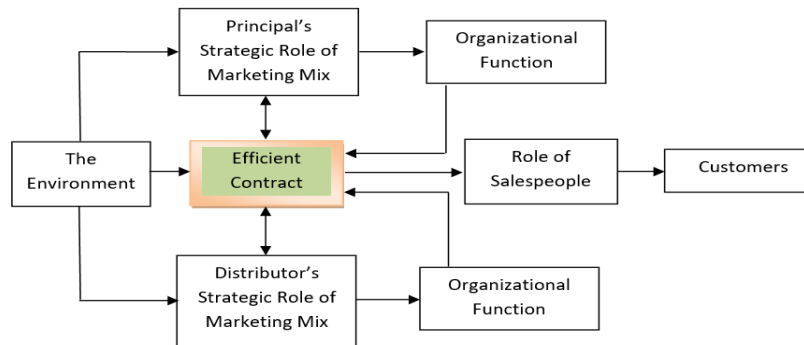 Principal’s
Strategic Role of
Marketing Mix
Organizational
Function
The
Environment
Efficient
Contract
Role of
Salespeople
Customers
Distributor’s
Strategic Role of
Marketing Mix
Organizational
Function